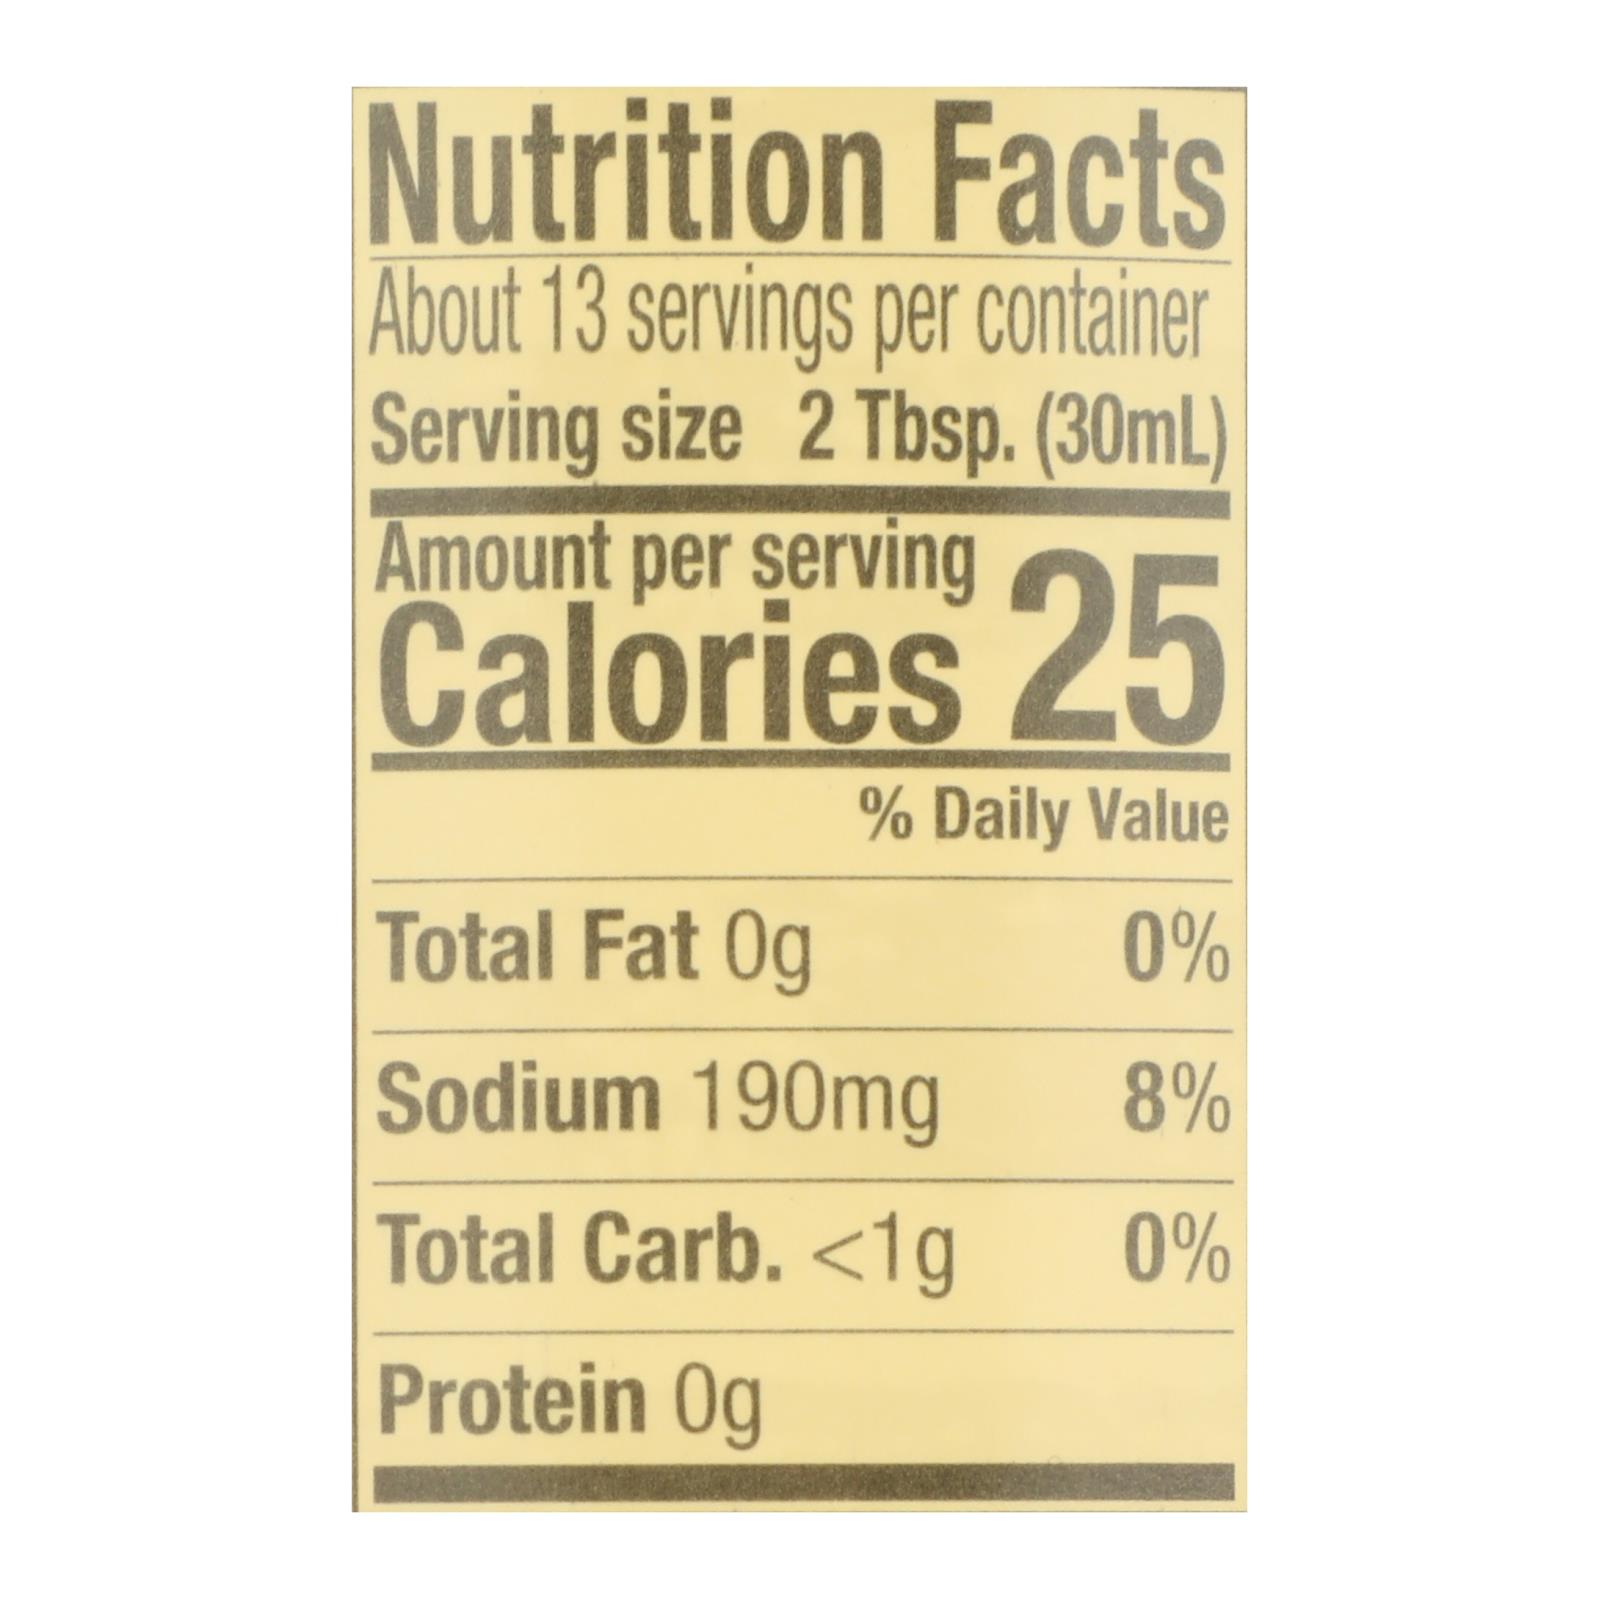 Nutrition Facts
About 13 servings per container
Serving size 2 Tbsp. (30mL)
Amount per serving
Calories 25
% Daily Value
Total Fat 0g 0%
Sodium 190mg 8%
Total Carb. <1g 0%
Protein 0g